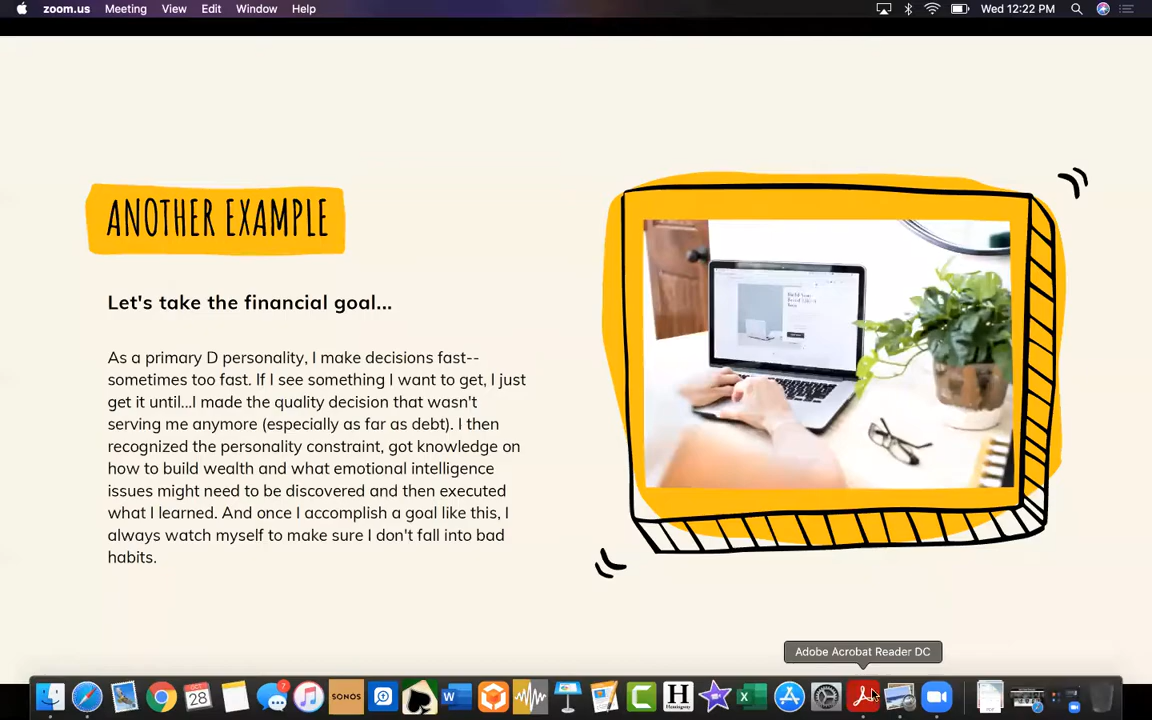 zoom.us Meeting View Edit Window Help Wed 12:22 PM
ANOTHER EXAMPLE
Let's take the financial goal...
As a primary D personality, I make decisions fast--
sometimes too fast. If I see something I want to get, I just
get it until...I made the quality decision that wasn't
serving me anymore (especially as far as debt). I then
recognized the personality constraint, got knowledge on
how to build wealth and what emotional intelligence
issues might need to be discovered and then executed
what I learned. And once I accomplish a goal like this, I
always watch myself to make sure I don't fall into bad
habits.
Adobe Acrobat Reader DC
OCT
28
7
SONOS
W
H
Hemingway
X